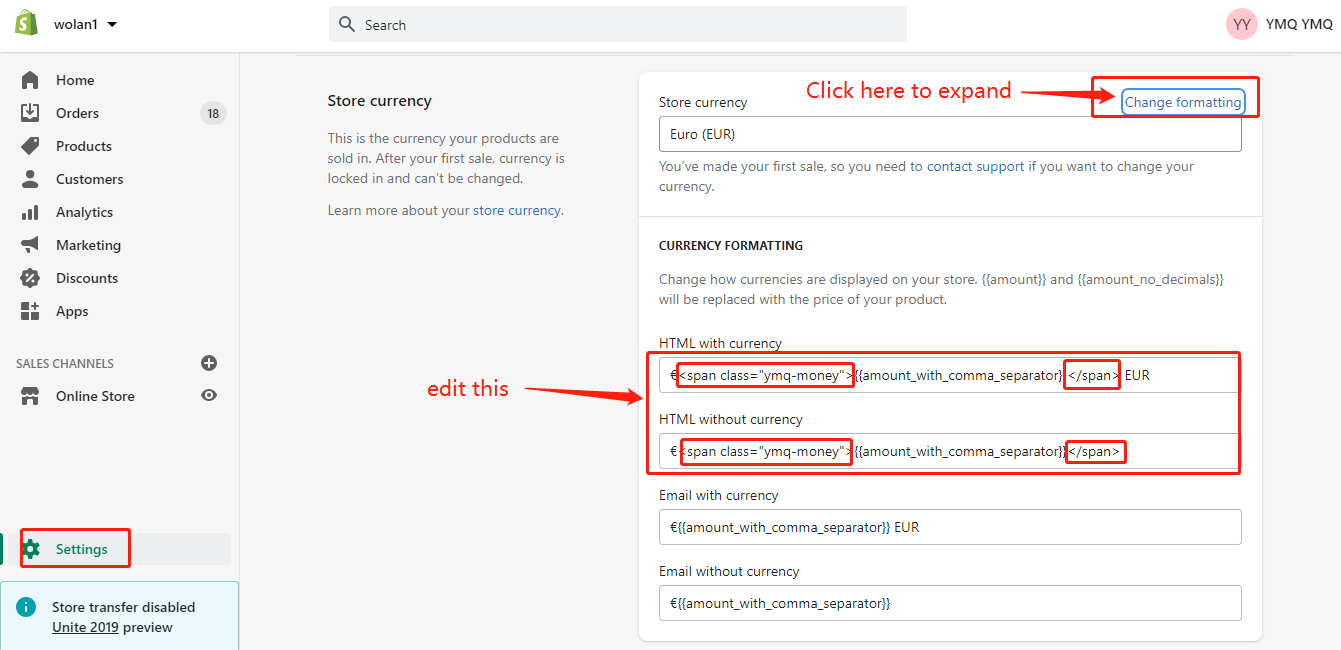 wolan1
Search
YY
YMQ YMQ
Home
Orders
18
Products
Customers
Analytics
Marketing
Discounts
Apps
SALES CHANNELS
Online Store
Settings
Store transfer disabled
Unite 2019 preview
Store currency
This is the currency your products are
sold in. After your first sale, currency is
locked in and can't be changed.
Learn more about your store currency.
Store currency
Click here to expand
Change formatting
Euro (EUR)
You've made your first sale, so you need to contact support if you want to change your
currency.
CURRENCY FORMATTING
Change how currencies are displayed on your store. {{amount}} and {{amount_no_decimals}}
will be replaced with the price of your product.
HTML with currency
€<span class="ymq-money">{{amount_with_comma_separator}}</span> EUR
edit this
HTML without currency
€<span class="ymq-money">{{amount_with_comma_separator}}</span>
Email with currency
€{{amount_with_comma_separator}} EUR
Email without currency
€{{amount_with_comma_separator}}